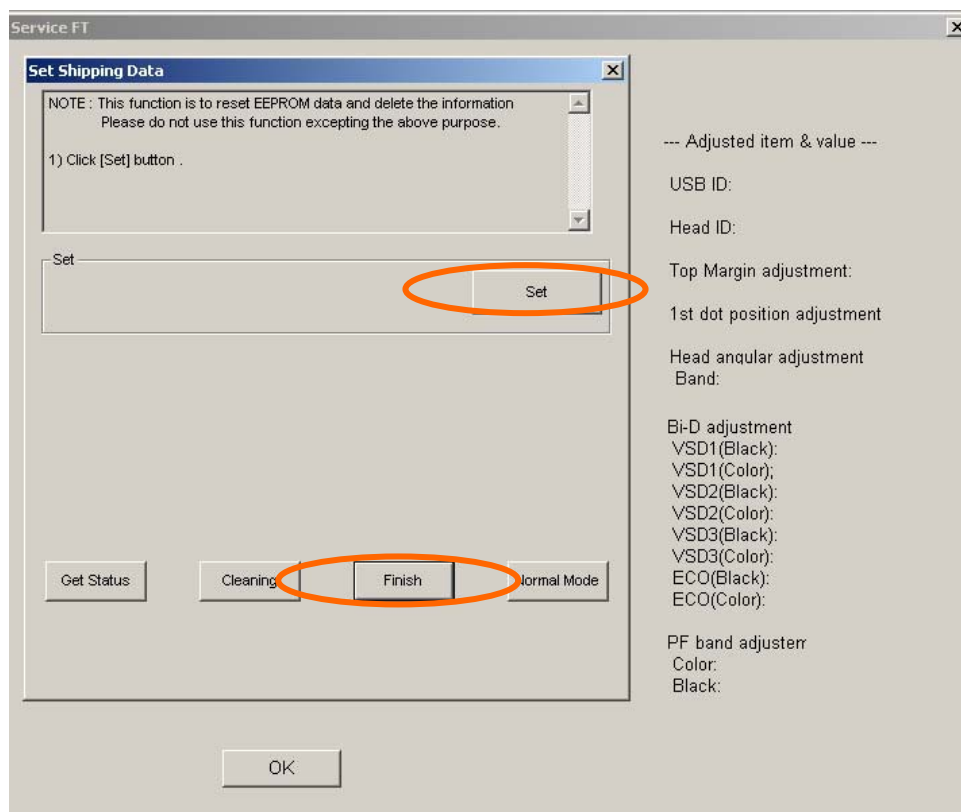 Service FT
Set Shipping Data
NOTE : This function is to reset EEPROM data and delete the information
Please do not use this function excepting the above purpose.
1) Click [Set] button .
Set
Set
Get Status
Cleaning
Finish
Normal Mode
OK
--- Adjusted item & value ---
USB ID:
Head ID:
Top Margin adjustment:
1st dot position adjustment
Head angular adjustment
Band:
Bi-D adjustment
VSD1(Black):
VSD1(Color);
VSD2(Black):
VSD2(Color):
VSD3(Black):
VSD3(Color):
ECO(Black):
ECO(Color):
PF band adjusterr
Color:
Black: